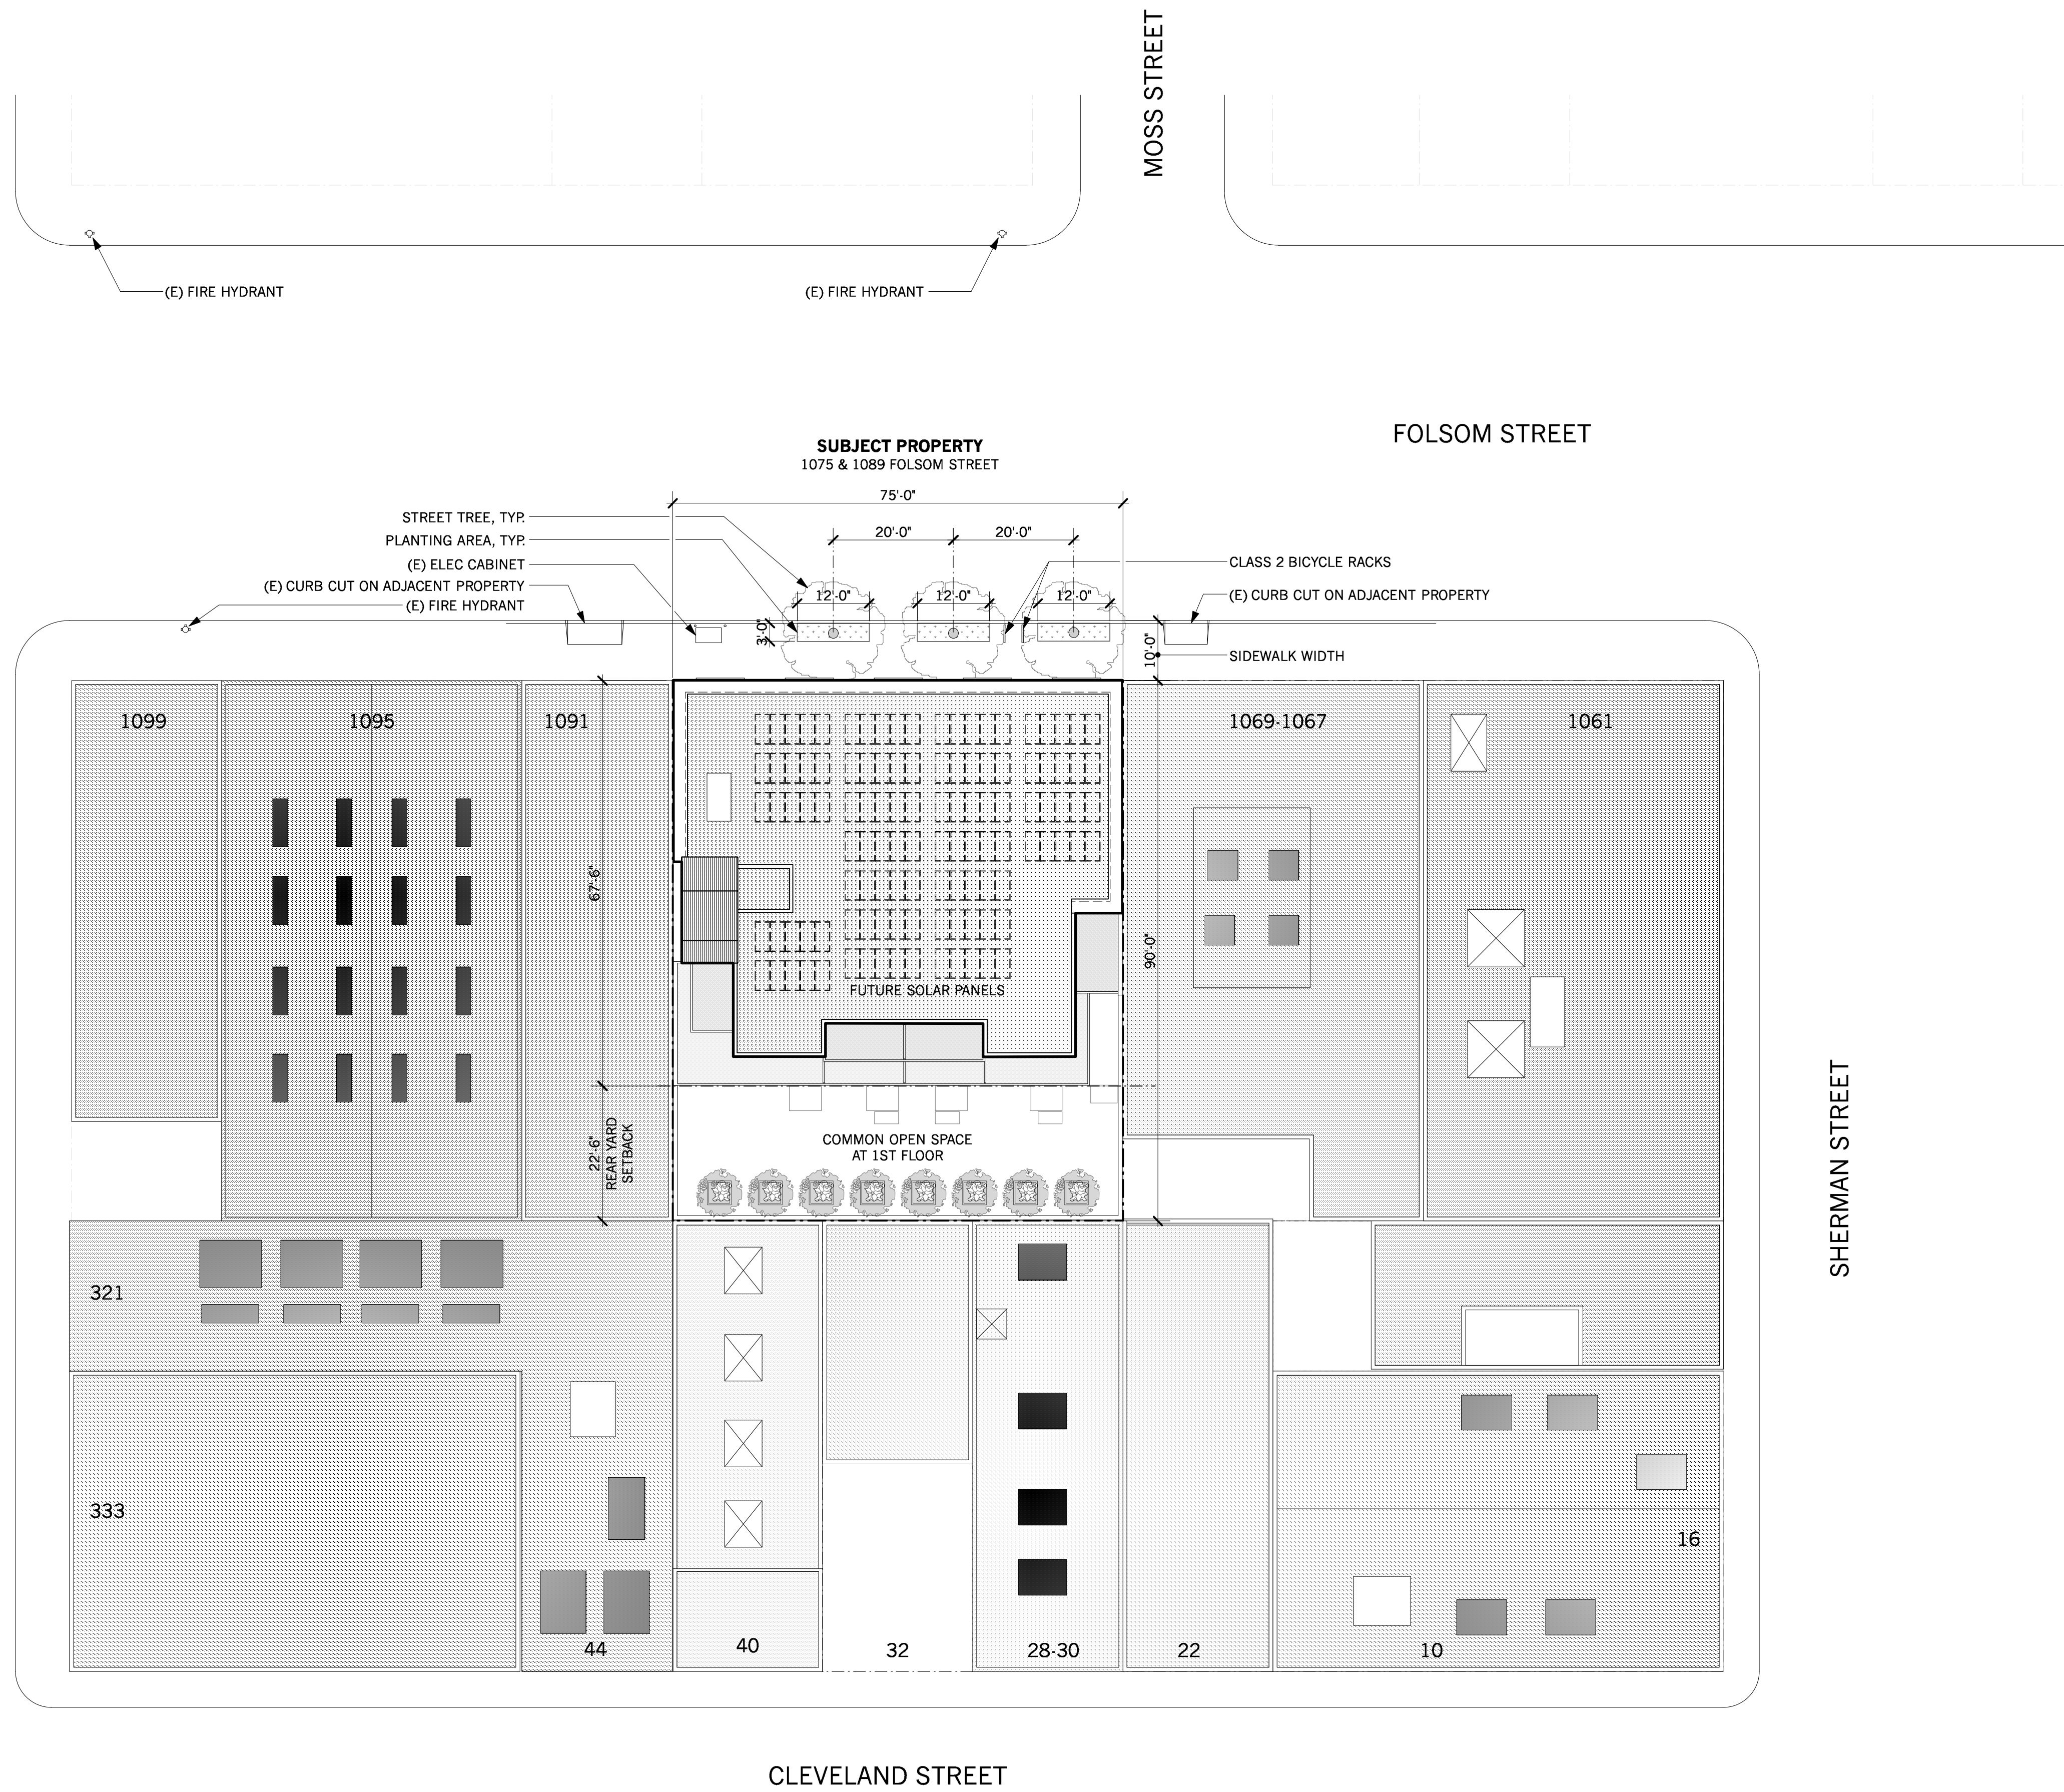 MOSS STREET
(E) FIRE HYDRANT
(E) FIRE HYDRANT
FOLSOM STREET
SUBJECT PROPERTY
1075 & 1089 FOLSOM STREET
75'-0"
STREET TREE, TYP.
20'-0"
20'-0"
PLANTING AREA, TYP.
(E) ELEC CABINET
CLASS 2 BICYCLE RACKS
(E) CURB CUT ON ADJACENT PROPERTY
12'-0"
12'-0"
12'-0"
(E) CURB CUT ON ADJACENT PROPERTY
(E) FIRE HYDRANT
3'-0"
10'-0"
SIDEWALK WIDTH
1099
1095
1091
1069-1067
1061
67'-6"
90'-0"
FUTURE SOLAR PANELS
22'-6"
REAR YARD
SETBACK
COMMON OPEN SPACE
AT 1ST FLOOR
SHERMAN STREET
321
333
16
44
40
32
28-30
22
10
CLEVELAND STREET